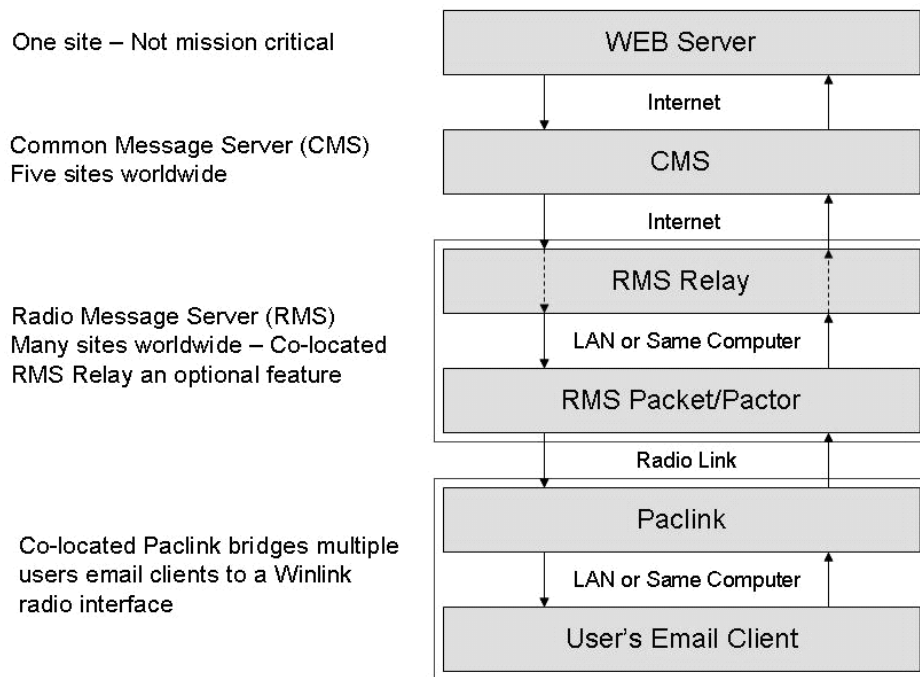 One site – Not mission critical
WEB Server
Internet
Common Message Server (CMS)
Five sites worldwide
CMS
Internet
RMS Relay
Radio Message Server (RMS)
Many sites worldwide – Co-located
RMS Relay an optional feature
LAN or Same Computer
RMS Packet/Pactor
Radio Link
Paclink
Co-located Paclink bridges multiple
users email clients to a Winlink
radio interface
LAN or Same Computer
User's Email Client